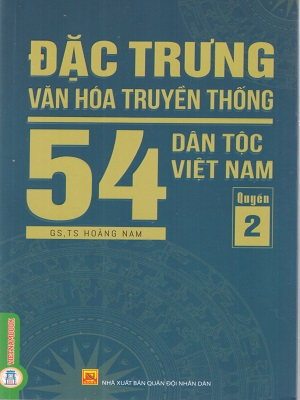 ĐẶC TRƯNG
VĂN HÓA TRUYỀN THỐNG
54
DÂN TỘC
VIỆT NAM
Quyển
2
GS,TS HOÀNG NAM
NHÀ XUẤT BẢN QUÂN ĐỘI NHÂN DÂN